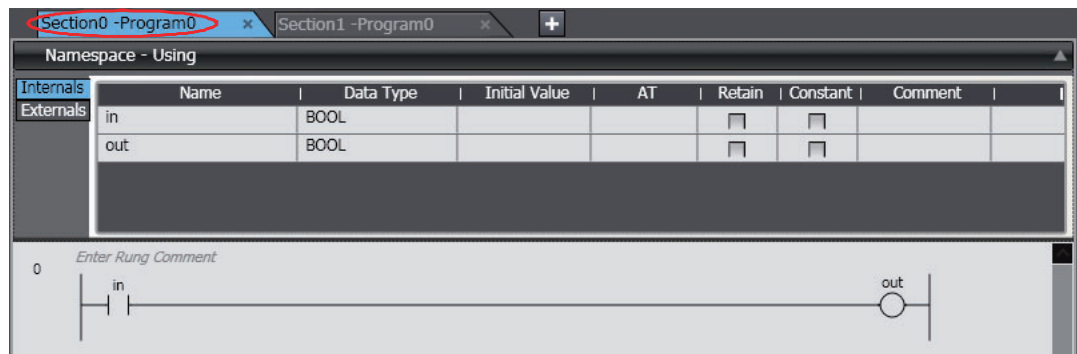 Section0 -Program0 × Section1 -Program0 × +
Namespace - Using
Internals
Externals
Name Data Type Initial Value AT Retain Constant Comment
in BOOL
out BOOL
Enter Rung Comment
0
in out